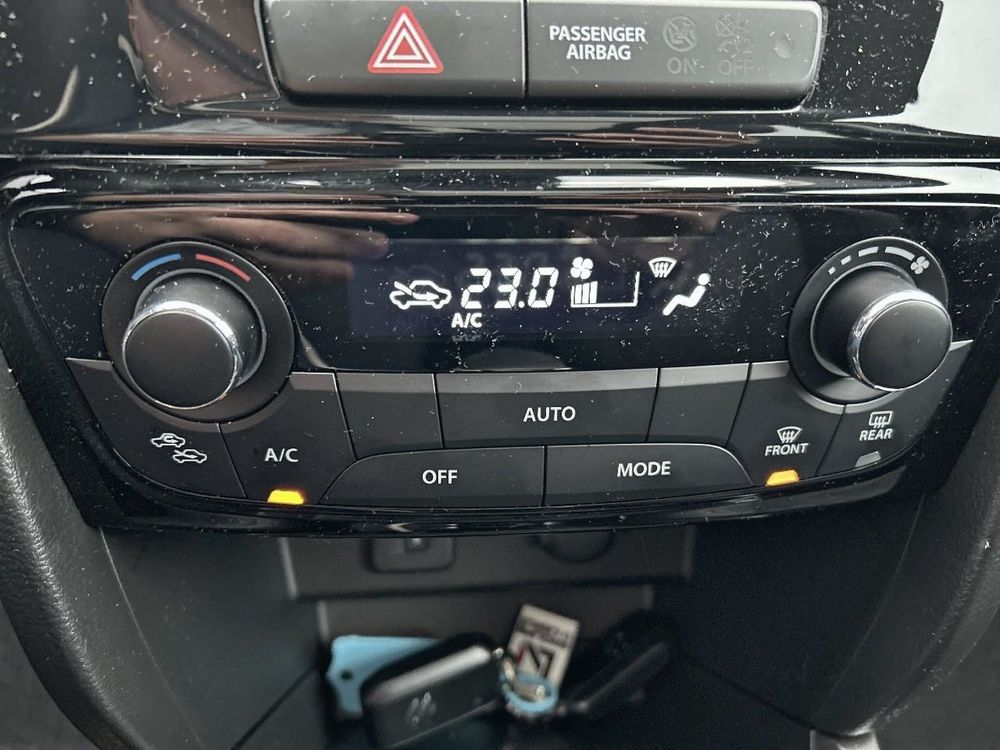 PASSENGER
AIRBAG
ON
OFF
23.0
A/C
AUTO
A/C
OFF
MODE
FRONT
REAR